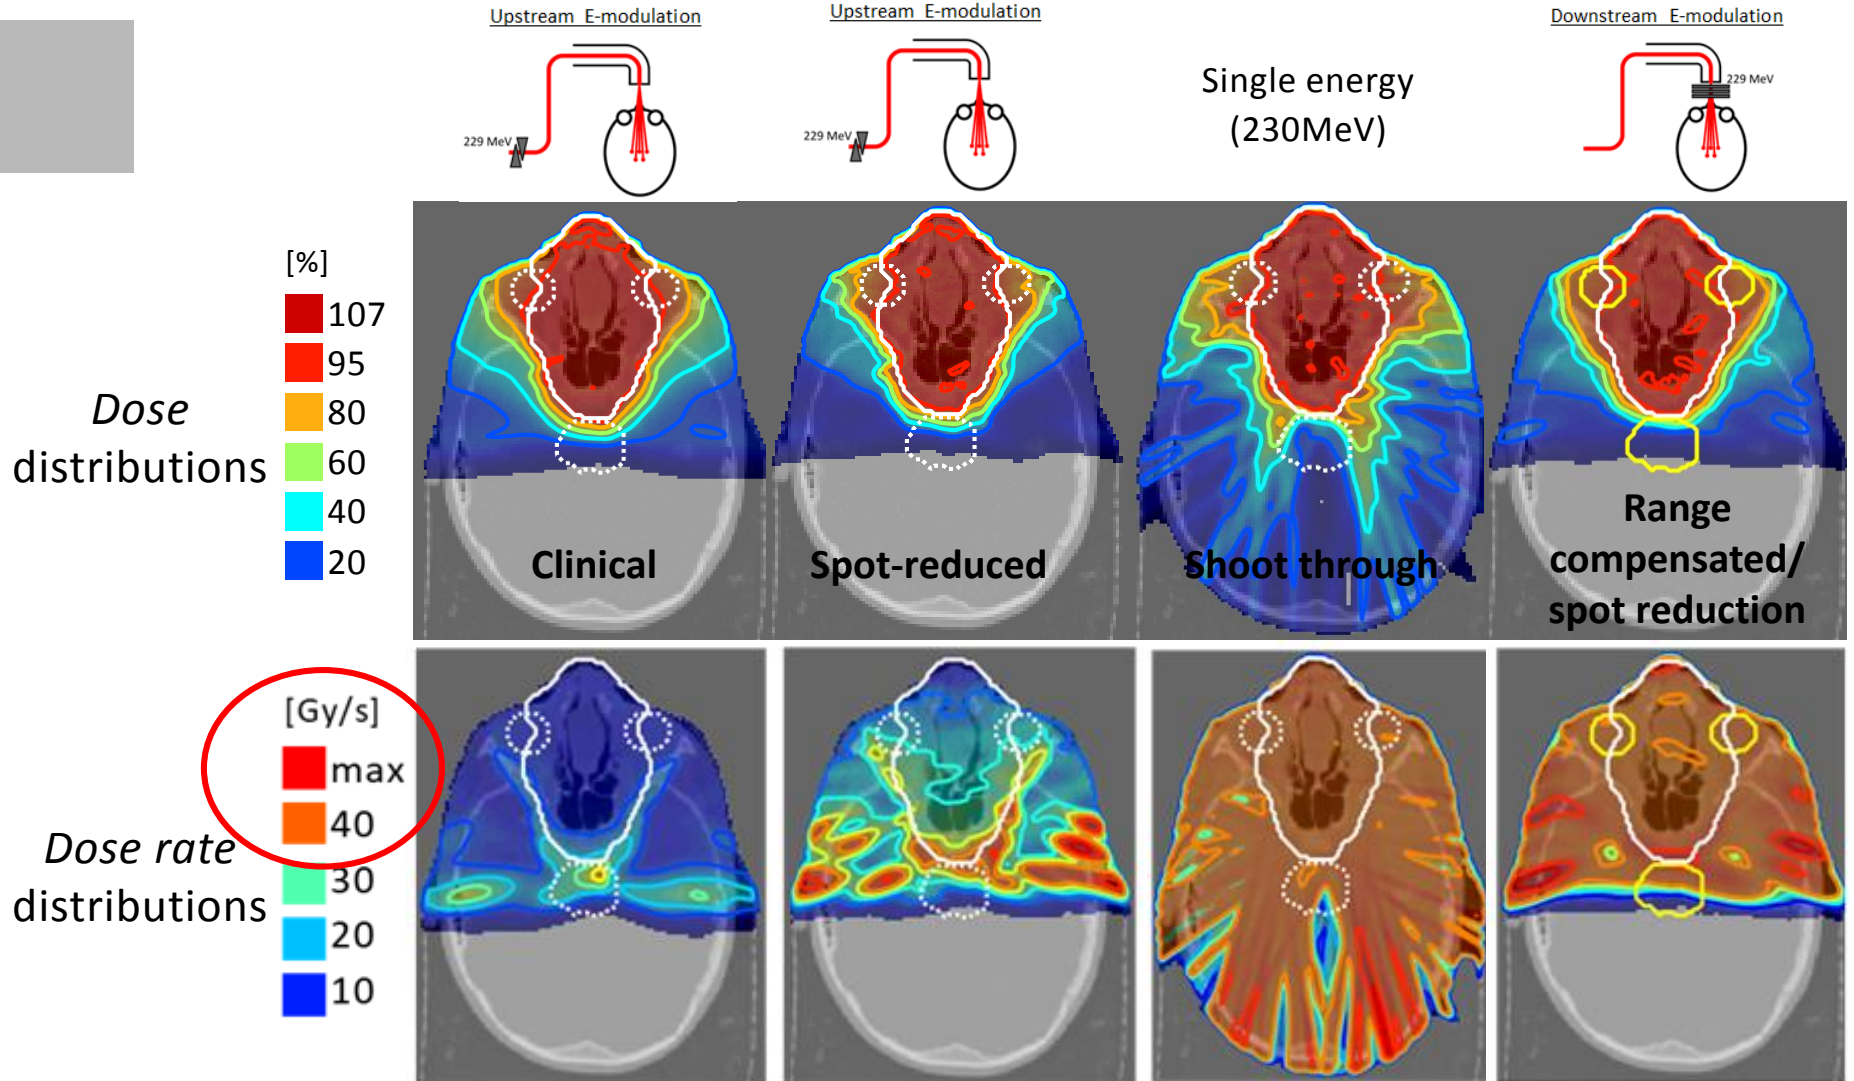 Upstream E-modulation
Upstream E-modulation
Downstream E-modulation
229 MeV
229 MeV
Single energy
(230MeV)
229 MeV
[%]
107
95
80
60
40
20
Dose
distributions
Clinical
Spot-reduced
Shoot through
Range
compensated/
spot reduction
[Gy/s]
max
40
30
20
10
Dose rate
distributions